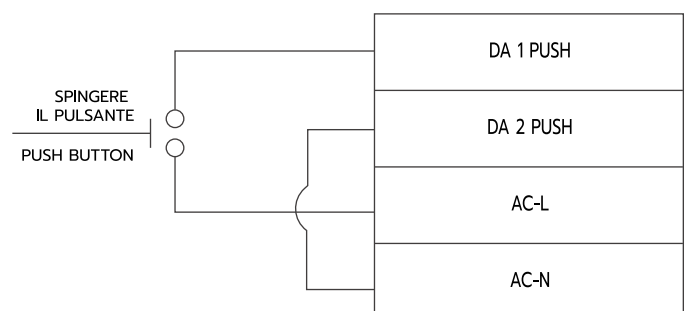 SPINGERE
IL PULSANTE
PUSH BUTTON
DA 1 PUSH
DA 2 PUSH
AC-L
AC-N